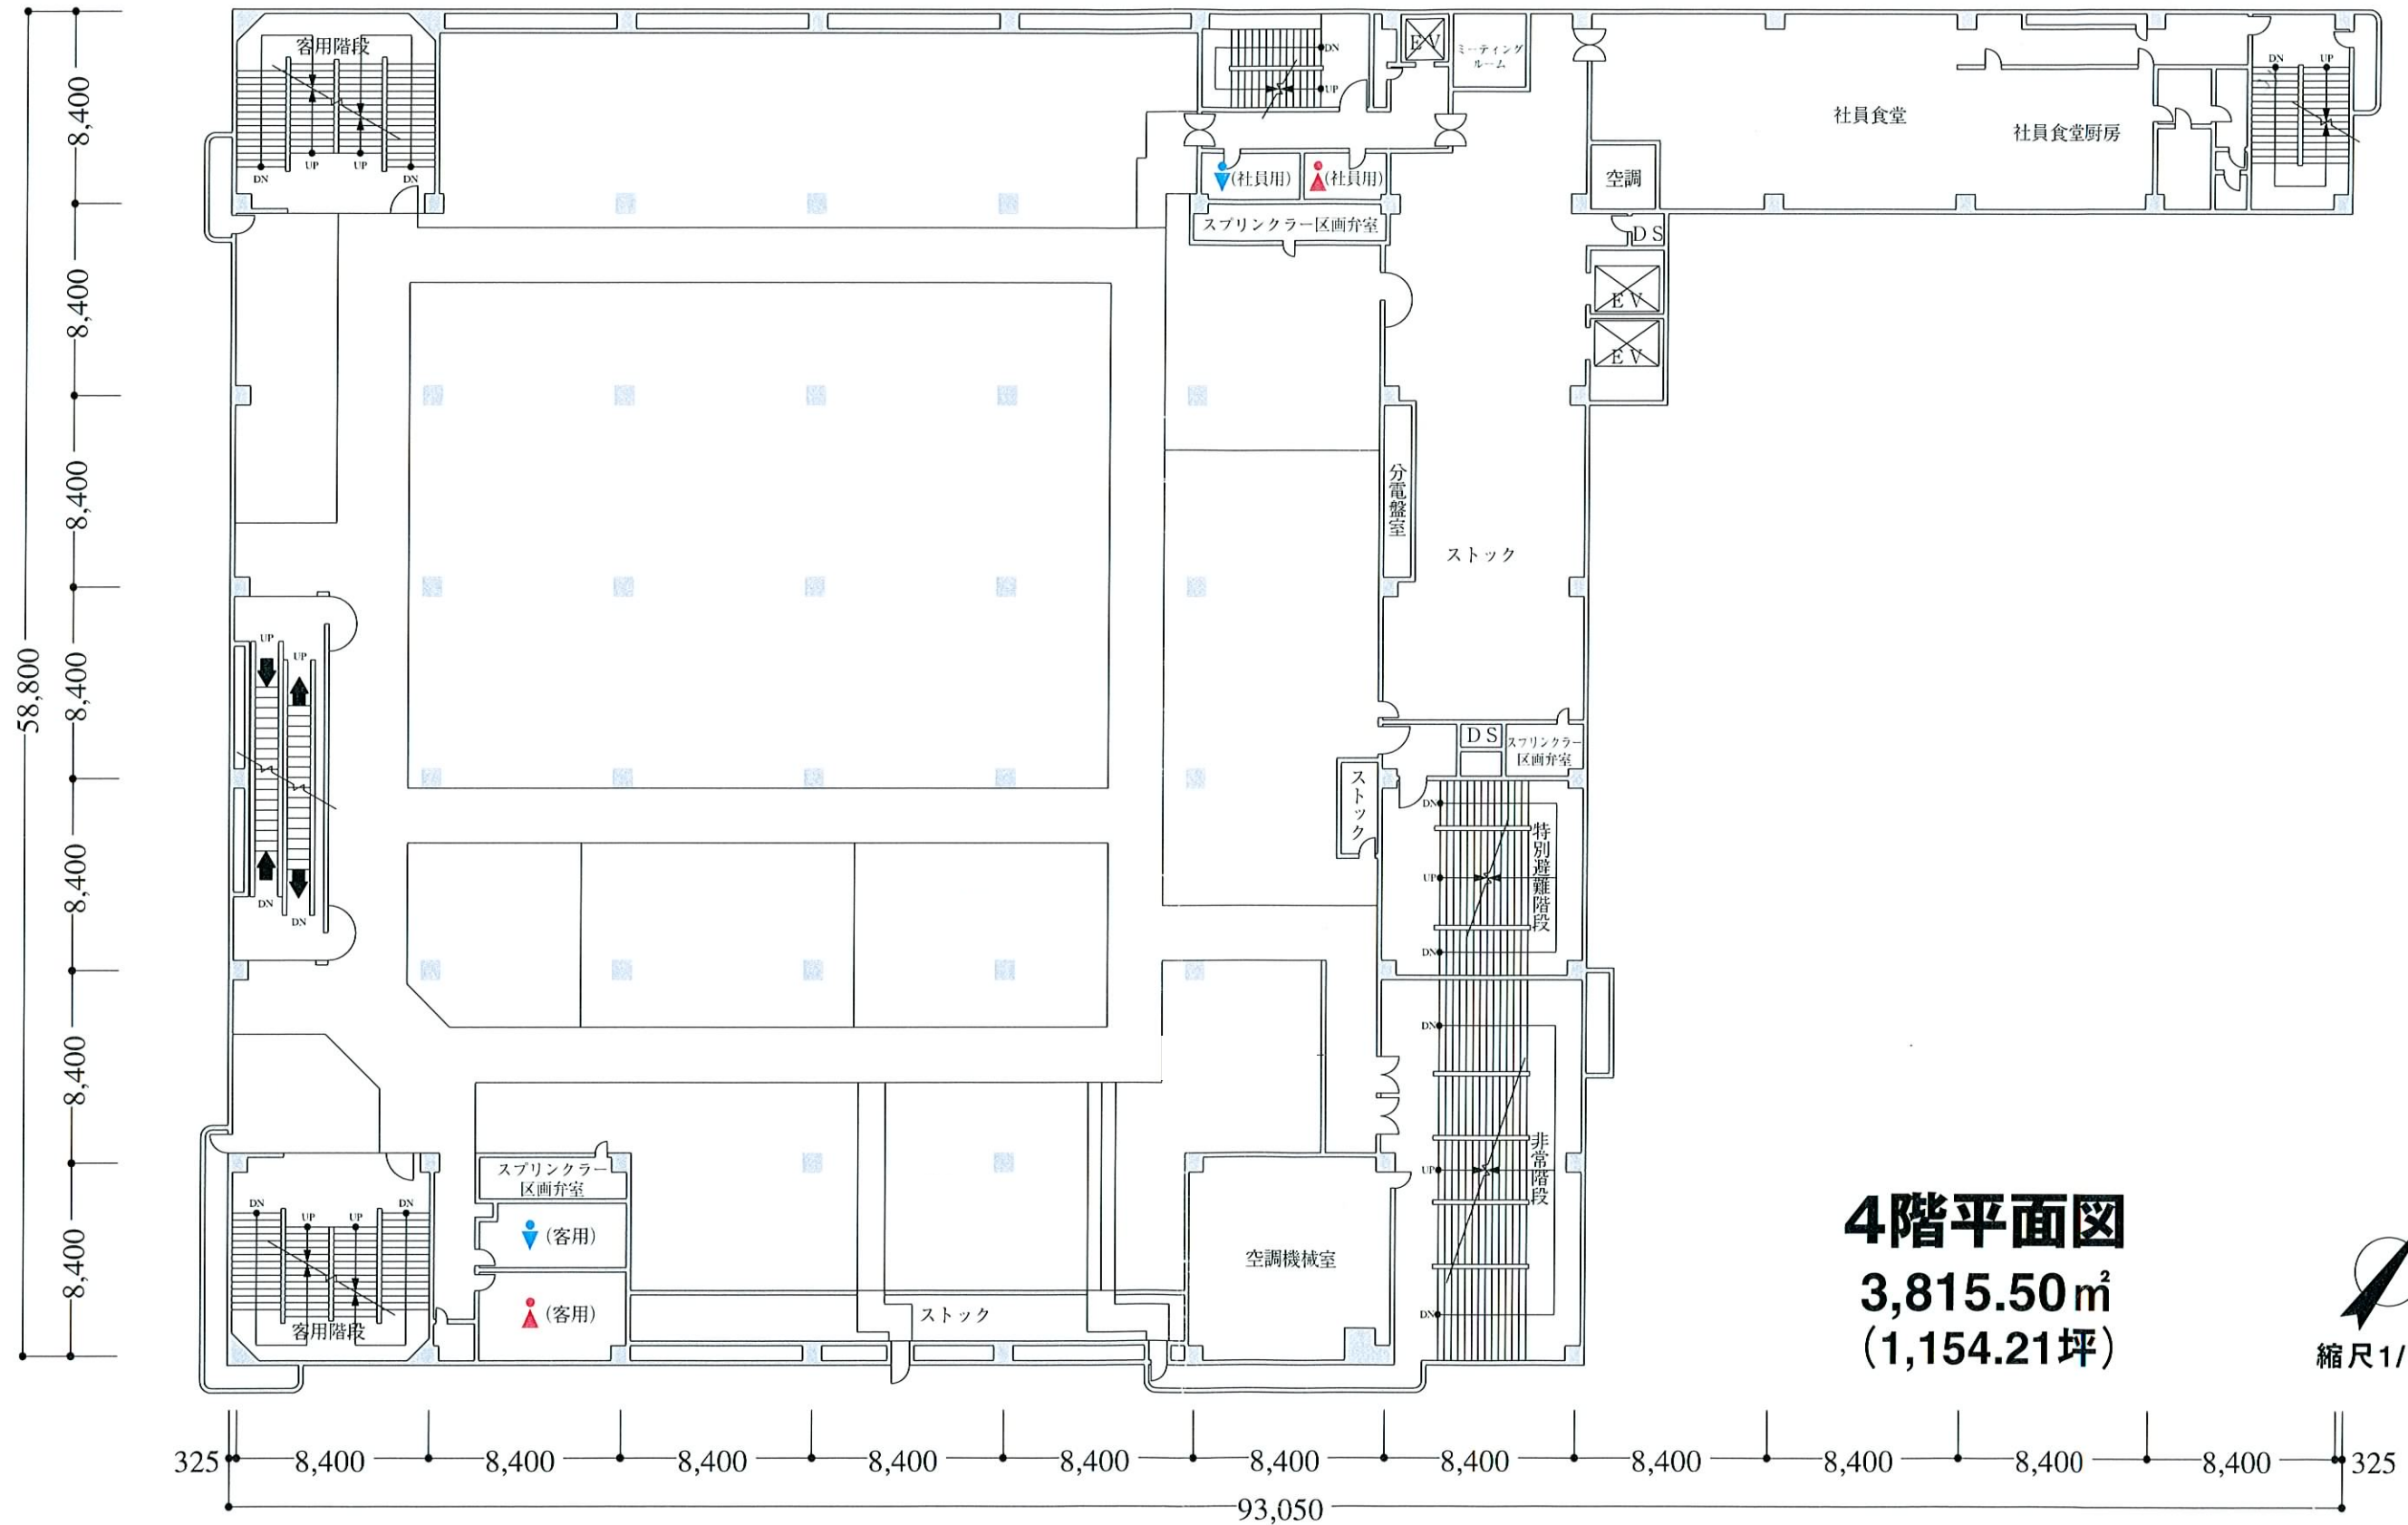 客用階段
DN
UP
UP
DN
DN
UP
EV
ミーティング
ルーム
社員食堂
社員食堂厨房
DN
UP
(社員用)
(社員用)
空調
スプリンクラー区画弁室
DS
EV
EV
分電盤室
ストック
UP
UP
DN
DN
DS
スプリンクラー
区画弁室
ストック
DN
UP
DN
特別避難階段
DN
UP
DN
非常階段
スプリンクラー
区画弁室
(客用)
(客用)
DN
UP
UP
DN
客用階段
ストック
空調機械室
4階平面図
3,815.50㎡
(1,154.21坪)
縮尺1/
58,800
8,400
8,400
8,400
8,400
8,400
8,400
8,400
325
8,400
8,400
8,400
8,400
8,400
8,400
8,400
8,400
8,400
8,400
8,400
325
93,050